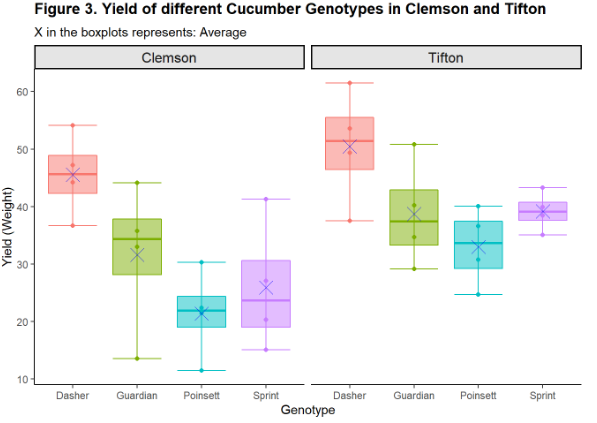 Figure 3. Yield of different Cucumber Genotypes in Clemson and Tifton
X in the boxplots represents: Average
Clemson
Tifton
60
50
40
30
20
10
Yield (Weight)
Dasher Guardian Poinsett Sprint
Dasher Guardian Poinsett Sprint
Genotype